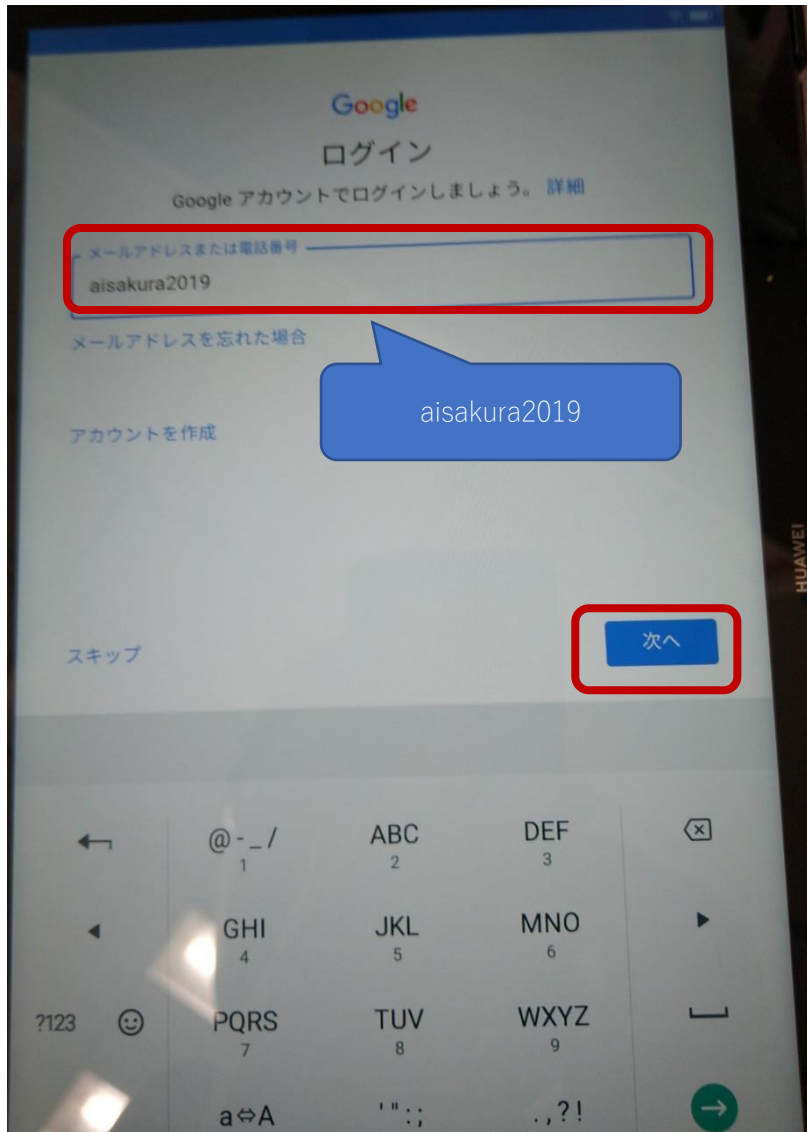 Google
ログイン
Google アカウントでログインしましょう。 詳細
メールアドレスまたは電話番号
aisakura2019
メールアドレスを忘れた場合
aisakura2019
アカウントを作成
HUAWEI
スキップ
次へ
@-_/
1
ABC
2
DEF
3
GHI
4
JKL
5
MNO
6
?123
PQRS
7
TUV
8
WXYZ
9
a⇔A
'":;
.,?!